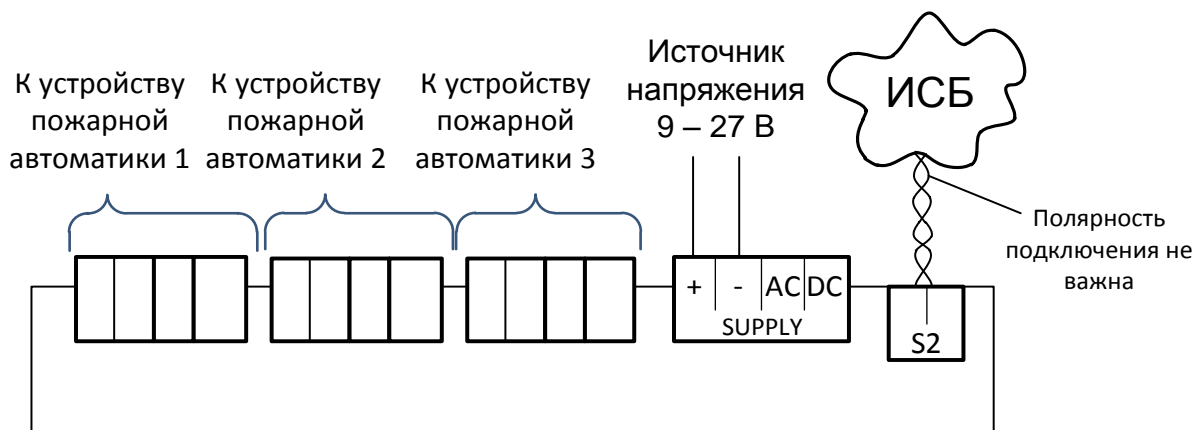 К устройству
пожарной
автоматики 1
К устройству
пожарной
автоматики 2
К устройству
пожарной
автоматики 3
Источник
напряжения
9 – 27 В
ИСБ
Полярность
подключения не
важна
+ - AC DC
SUPPLY
S2